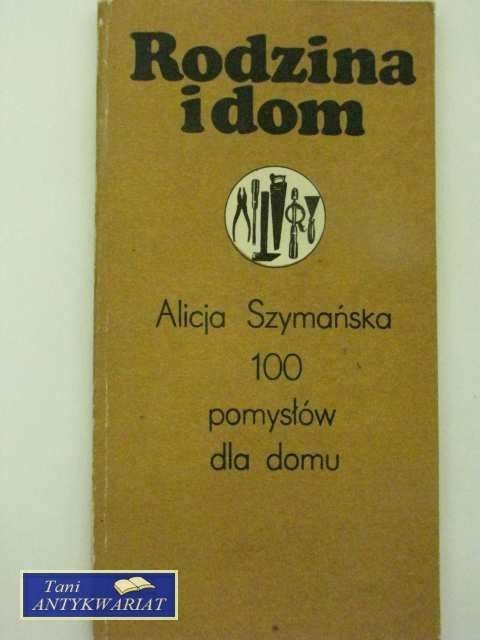 Rodzina
i dom
Alicja Szymańska
100
pomysłów
dla domu
Tani
ANTYKWARIAT